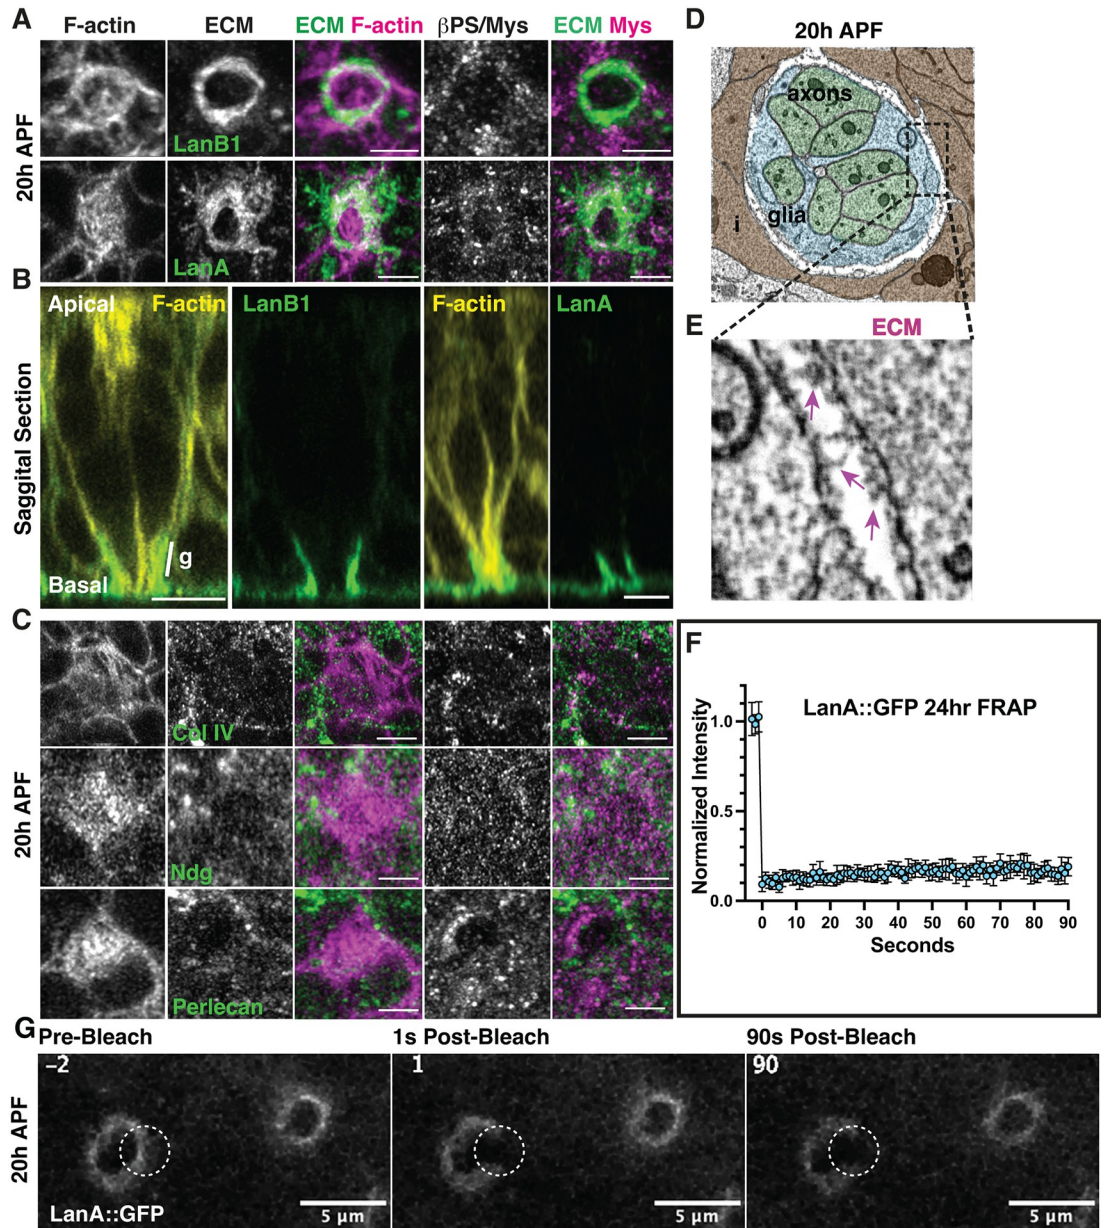 A
F-actin
ECM
ECM F-actin
βPS/Mys
ECM Mys
20h APF
LanB1
LanA
B
Saggital Section
Apical
F-actin
LanB1
F-actin
LanA
g
Basal
C
20h APF
Col IV
Ndg
Perlecan
D
20h APF
axons
glia
i
E
ECM
F
LanA::GFP 24hr FRAP
Normalized Intensity
1.0
0.5
0.0
0 10 20 30 40 50 60 70 80 90
Seconds
G
Pre-Bleach
1s Post-Bleach
90s Post-Bleach
20h APF
−2
1
90
LanA::GFP
5 µm
5 µm
5 µm